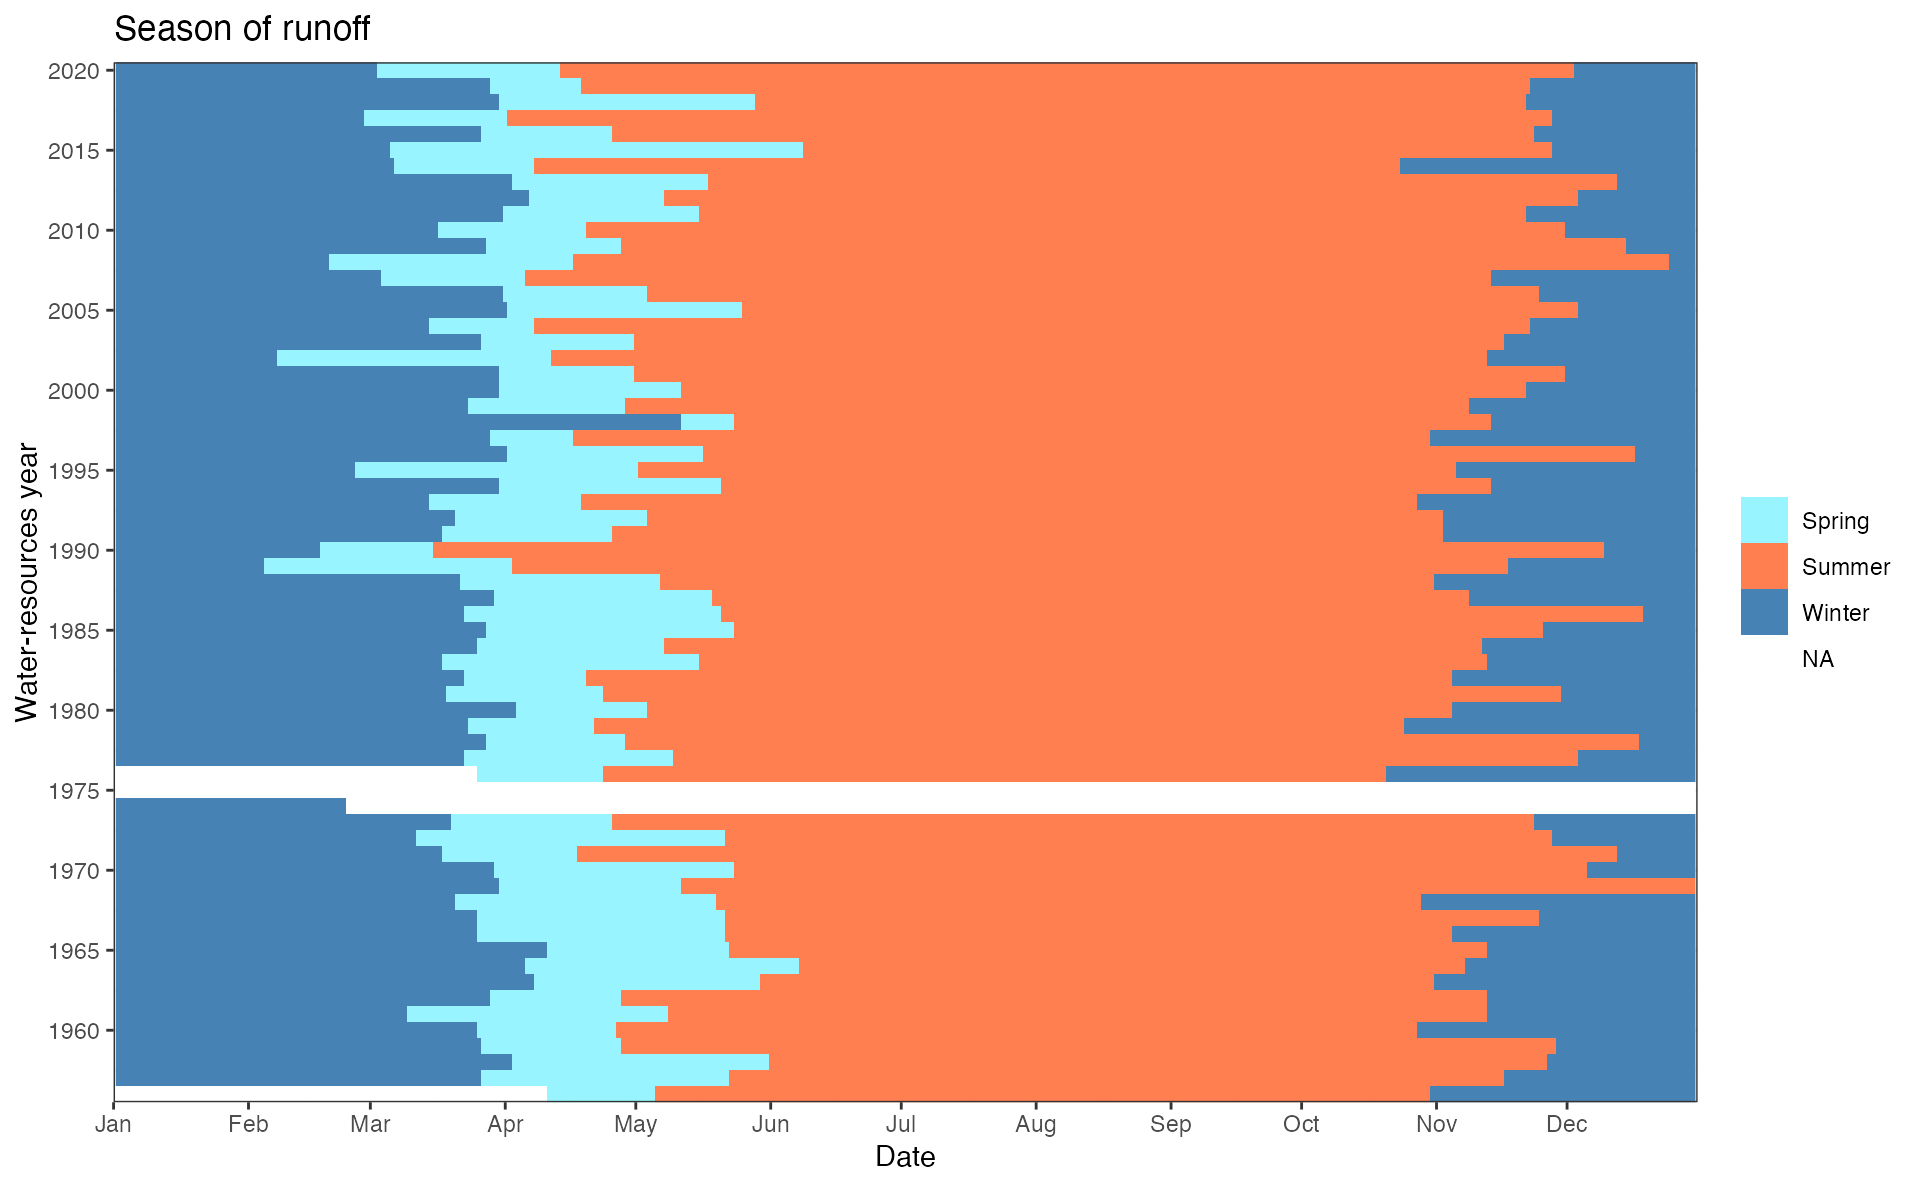 Season of runoff
Water-resources year
2020
2015
2010
2005
2000
1995
1990
1985
1980
1975
1970
1965
1960
Jan Feb Mar Apr May Jun Jul Aug Sep Oct Nov Dec
Date
Spring
Summer
Winter
NA